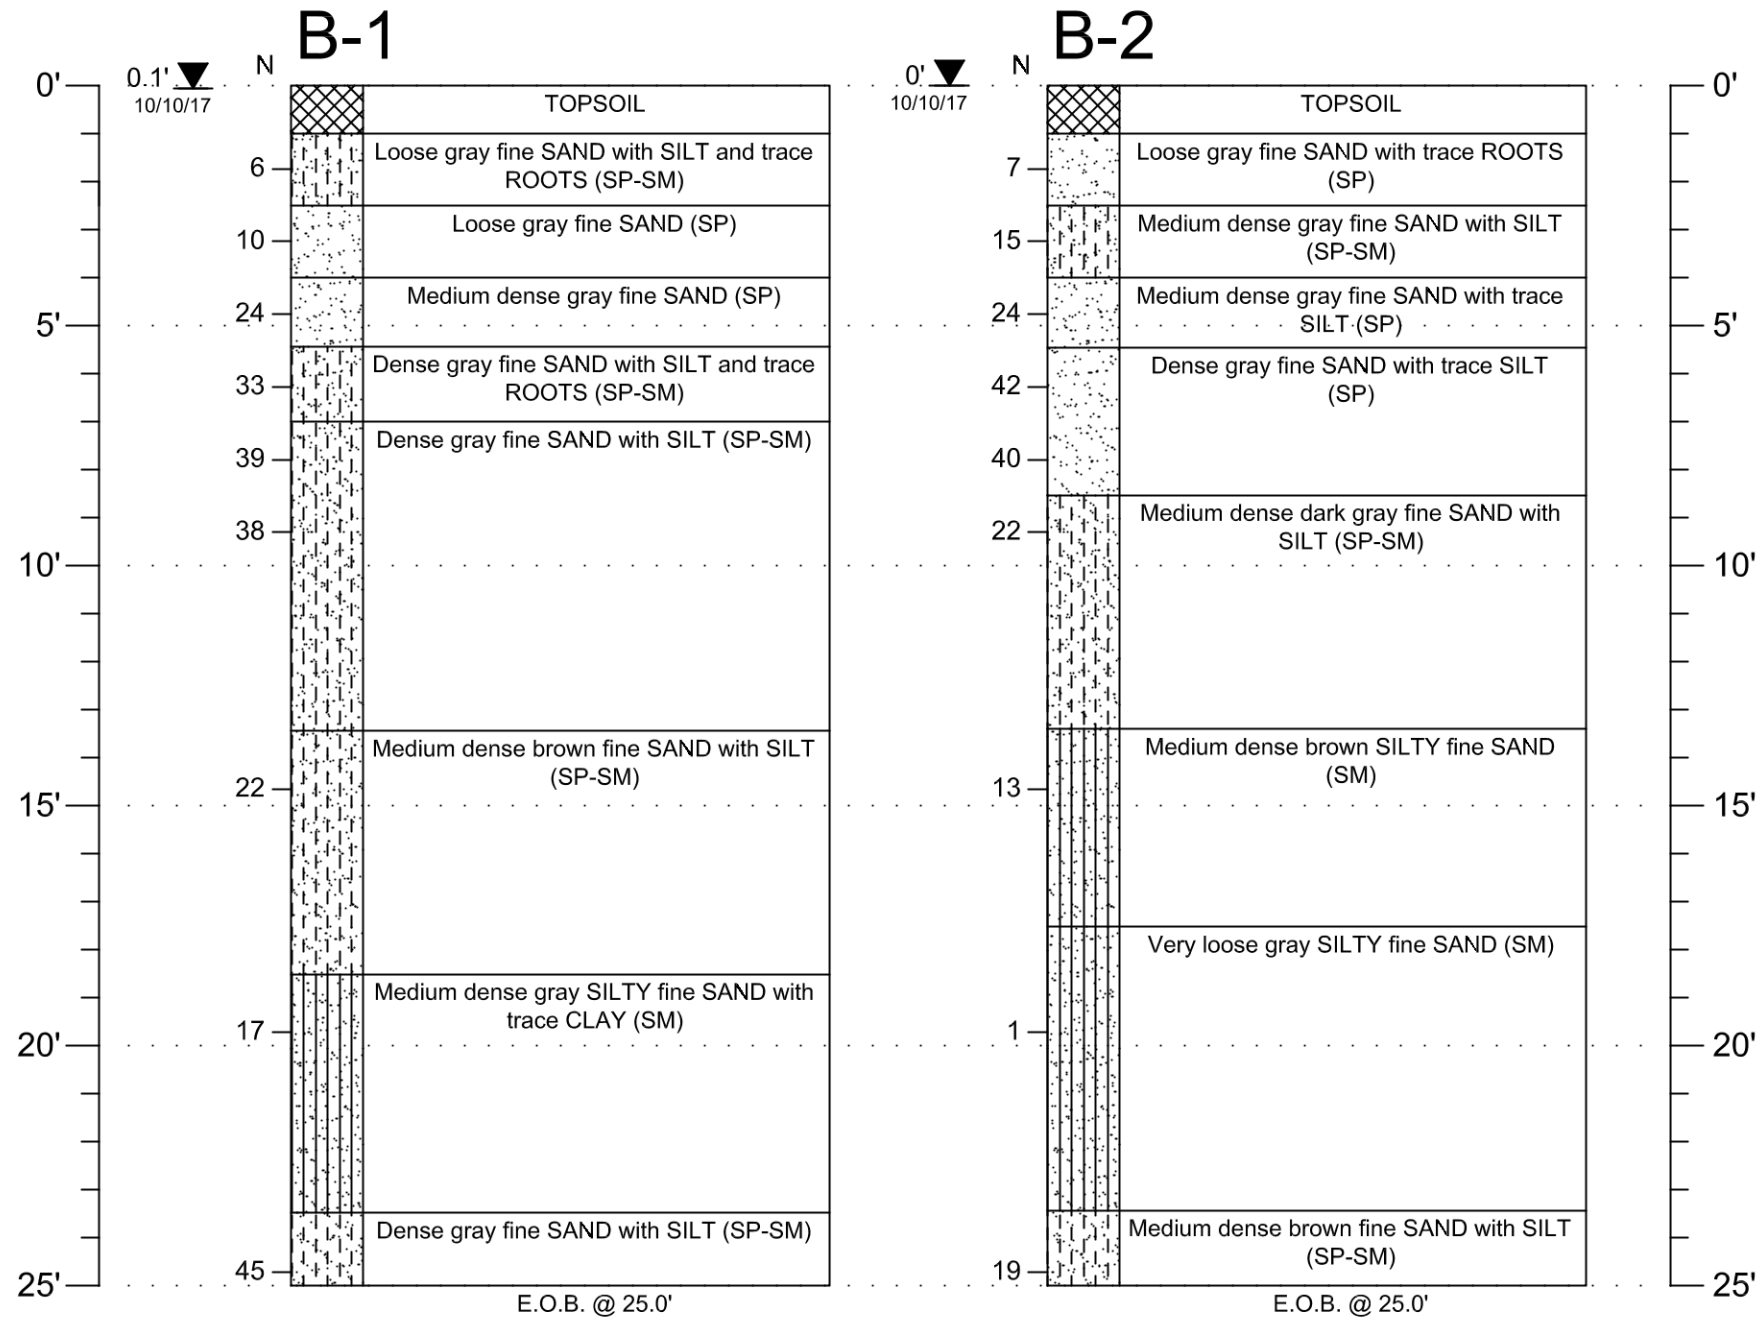 B-1
B-2
N
N
0'
0.1'
10/10/17
TOPSOIL
0'
10/10/17
TOPSOIL
0'
6
Loose gray fine SAND with SILT and trace
ROOTS (SP-SM)
7
Loose gray fine SAND with trace ROOTS
(SP)
10
Loose gray fine SAND (SP)
15
Medium dense gray fine SAND with SILT
(SP-SM)
24
Medium dense gray fine SAND (SP)
24
Medium dense gray fine SAND with trace
SILT (SP)
5'
5'
33
Dense gray fine SAND with SILT and trace
ROOTS (SP-SM)
42
Dense gray fine SAND with trace SILT
(SP)
39
Dense gray fine SAND with SILT (SP-SM)
40
38
22
Medium dense dark gray fine SAND with
SILT (SP-SM)
10'
10'
22
Medium dense brown fine SAND with SILT
(SP-SM)
13
Medium dense brown SILTY fine SAND
(SM)
15'
15'
Very loose gray SILTY fine SAND (SM)
17
Medium dense gray SILTY fine SAND with
trace CLAY (SM)
1
20'
20'
45
Dense gray fine SAND with SILT (SP-SM)
19
Medium dense brown fine SAND with SILT
(SP-SM)
25'
25'
E.O.B. @ 25.0'
E.O.B. @ 25.0'